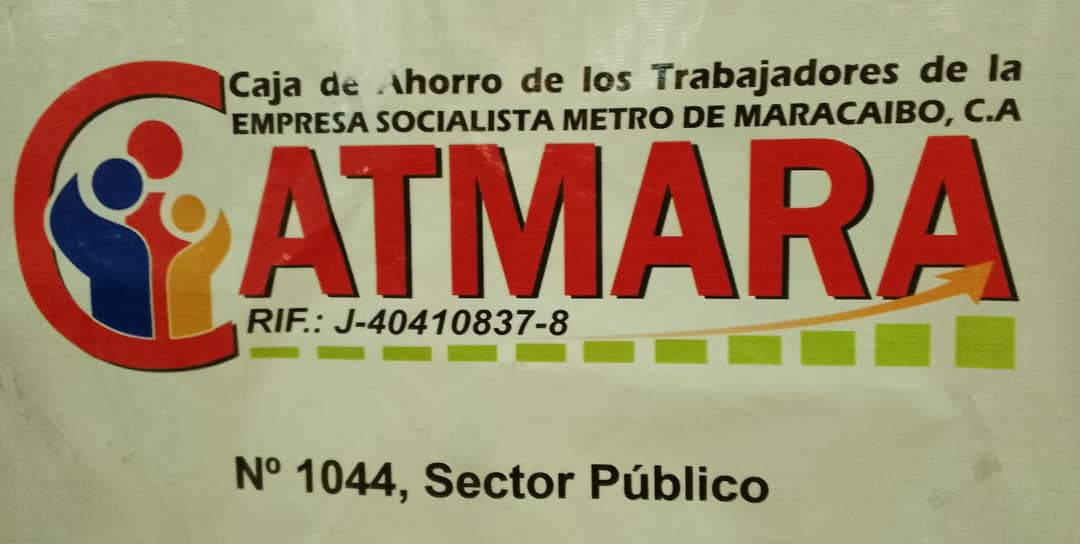 Caja de Ahorro de los Trabajadores de la
EMPRESA SOCIALISTA METRO DE MARACAIBO, C.A
CATMARA
RIF.: J-40410837-8
Nº 1044, Sector Público